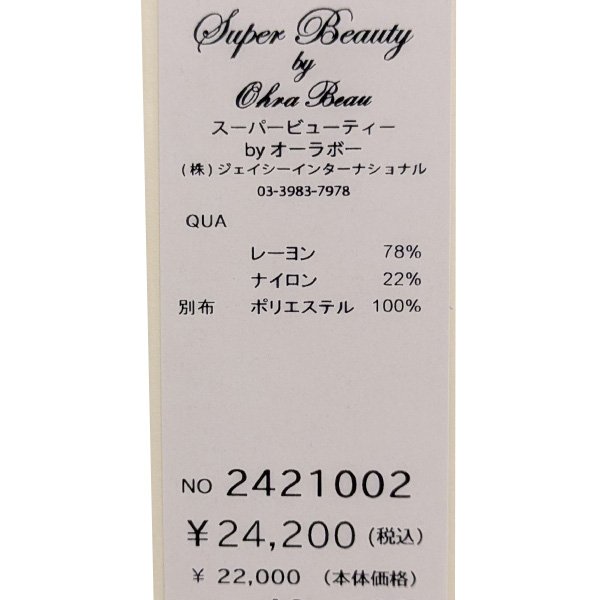 Super Beauty
by
Ohra Beau
スーパービューティー
by オーラボー
(株)ジェイシーインターナショナル
03-3983-7978
QUA
レーヨン 78%
ナイロン 22%
別布 ポリエステル 100%
NO 2421002
¥24,200(税込)
¥ 22,000 (本体価格)